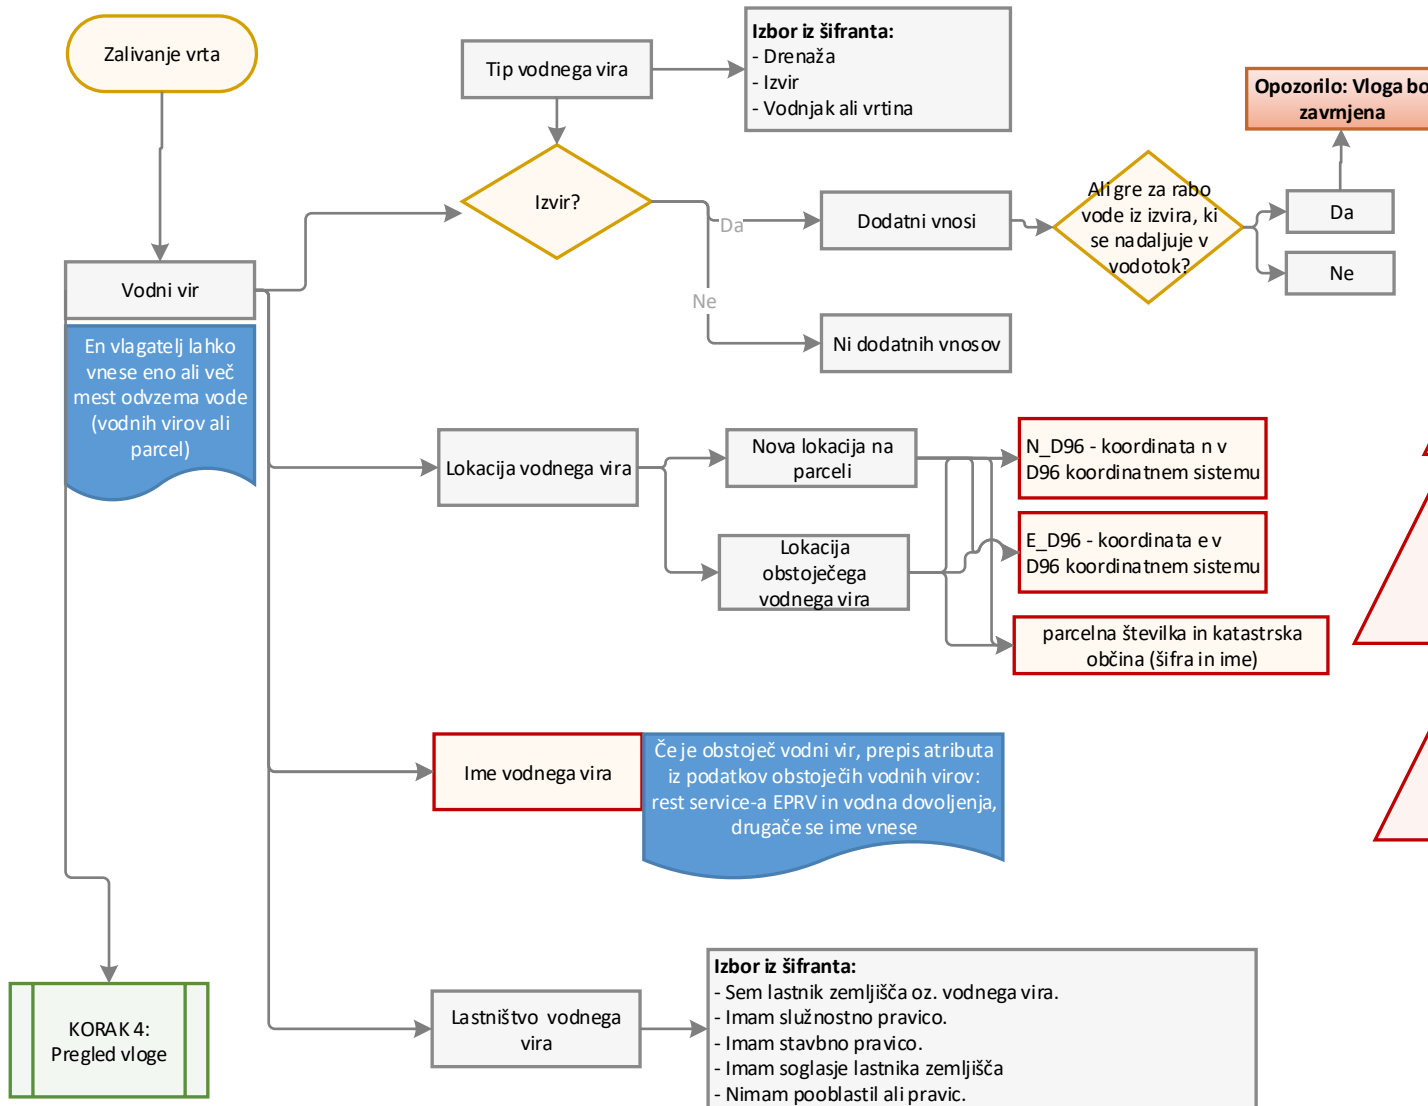 Zalivanje vrta
Tip vodnega vira
Izbor iz šifranta:
- Drenaža
- Izvir
- Vodnjak ali vrtina
Opozorilo: Vloga bo
zavrnjena
Izvir?
Da
Ne
Dodatni vnosi
Ali gre za rabo
vode iz izvira, ki
se nadaljuje v
vodotok?
Da
Ne
Ni dodatnih vnosov
Vodni vir
En vlagatelj lahko
vnese eno ali več
mest odvzema vode
(vodnih virov ali
parcel)
Lokacija vodnega vira
Nova lokacija na
parceli
Lokacija
obstoječega
vodnega vira
N_D96 - koordinata n v
D96 koordinatnem sistemu
E_D96 - koordinata e v
D96 koordinatnem sistemu
parcelna številka in katastrska
občina (šifra in ime)
Ime vodnega vira
Če je obstoječ vodni vir, prepis atributa
iz podatkov obstoječih vodnih virov:
rest service-a EPRV in vodna dovoljenja,
drugače se ime vnese
KORAK 4:
Pregled vloge
Lastništvo vodnega
vira
Izbor iz šifranta:
- Sem lastnik zemljišča oz. vodnega vira.
- Imam služnostno pravico.
- Imam stavbno pravico.
- Imam soglasje lastnika zemljišča
- Nimam pooblastil ali pravic.